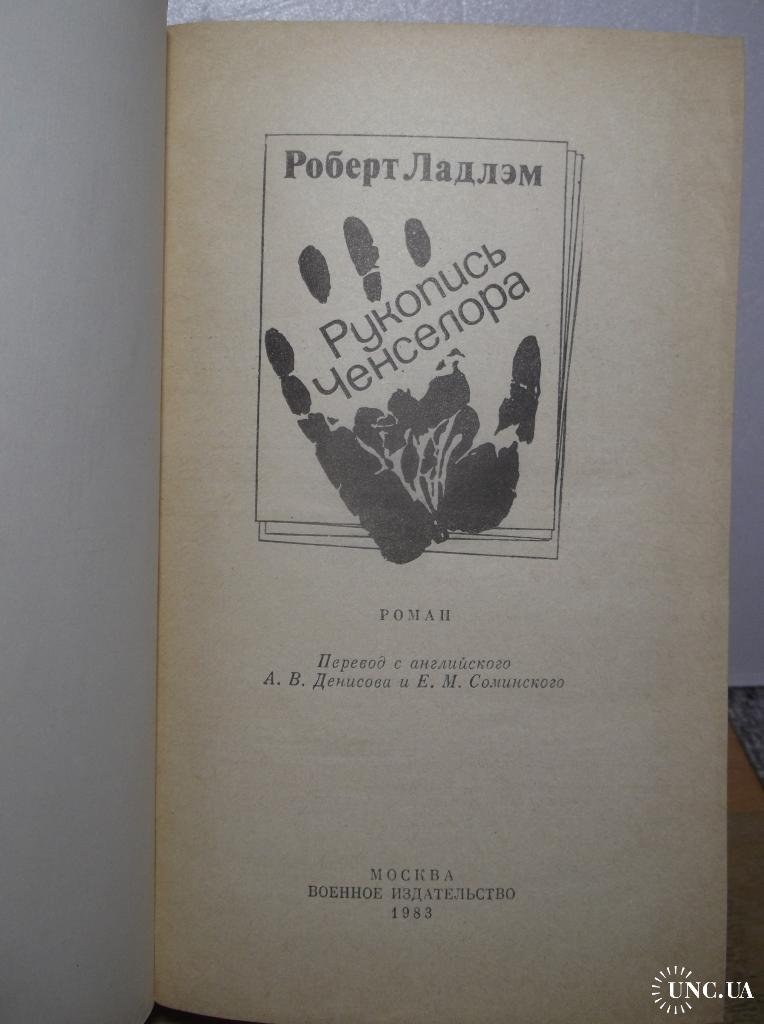 Роберт Ладлэм
Рукопись
Ченселора
РОМАН
Перевод с английского
А. В. Денисова и Е. М. Соминского
МОСКВА
ВОЕННОЕ ИЗДАТЕЛЬСТВО
1983
UNC.UA